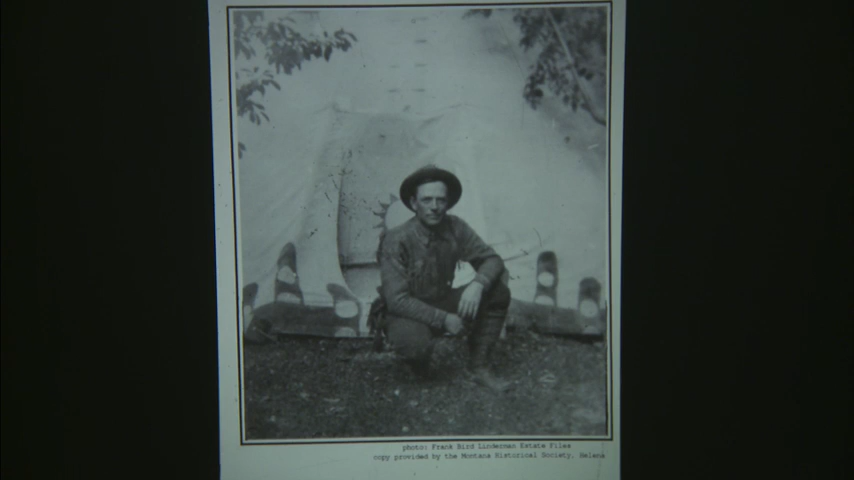 photo: Frank Bird Linderman Estate Files
copy provided by the Montana Historical Society, Helena